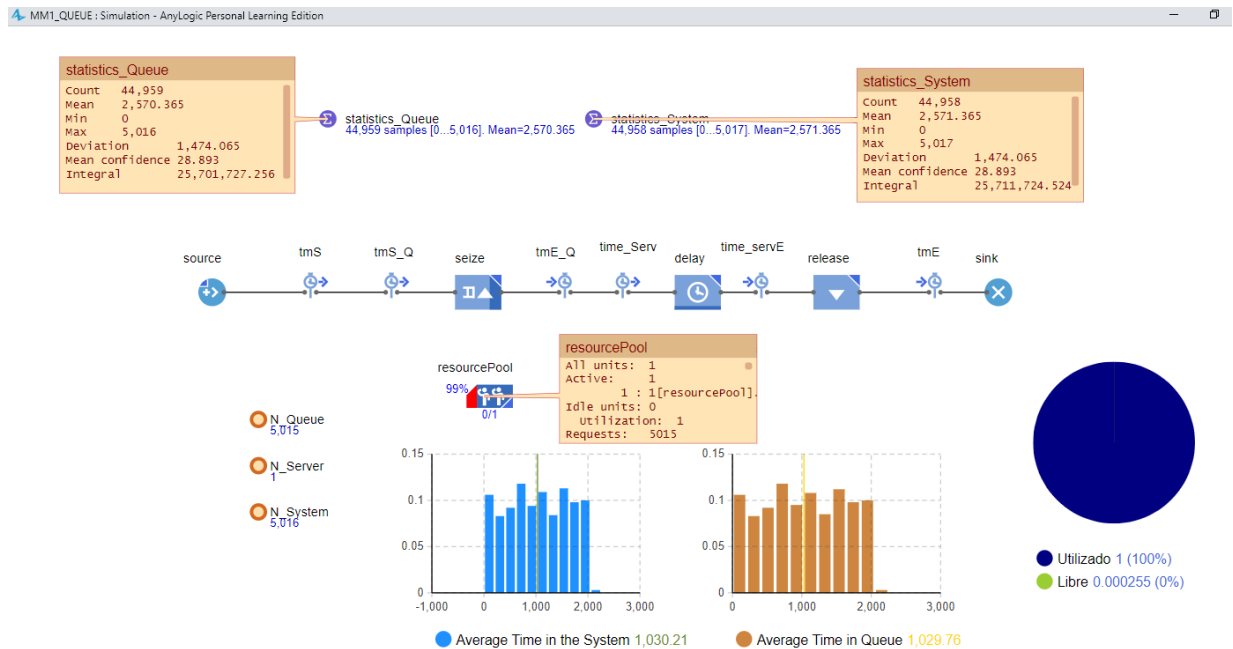 MM1_QUEUE : Simulation - AnyLogic Personal Learning Edition
statistics_Queue
Count 44,959
Mean 2,570.365
Min 0
Max 5,016
Deviation 1,474.065
Mean confidence 28.893
Integral 25,701,727.256
statistics_Queue
44,959 samples [0...5,016]. Mean=2,570.365
statistics_System
44,958 samples [0...5,017]. Mean=2,571.365
statistics_System
Count 44,958
Mean 2,571.365
Min 0
Max 5,017
Deviation 1,474.065
Mean confidence 28.893
Integral 25,711,724.524
source
tmS
tmS_Q
seize
tmE_Q
time_Serv
delay
time_servE
release
tmE
sink
resourcePool
99%
0/1
resourcePool
All units: 1
Active: 1
1 : 1[resourcePool].
Idle units: 0
Utilization: 1
Requests: 5015
N_Queue
5,015
N_Server
1
N_System
5,016
0.15
0.1
0.05
0
-1,000 0 1,000 2,000 3,000
Average Time in the System 1,030.21
0.15
0.1
0.05
0
0 1,000 2,000 3,000
Average Time in Queue 1,029.76
Utilizado 1 (100%)
Libre 0.000255 (0%)